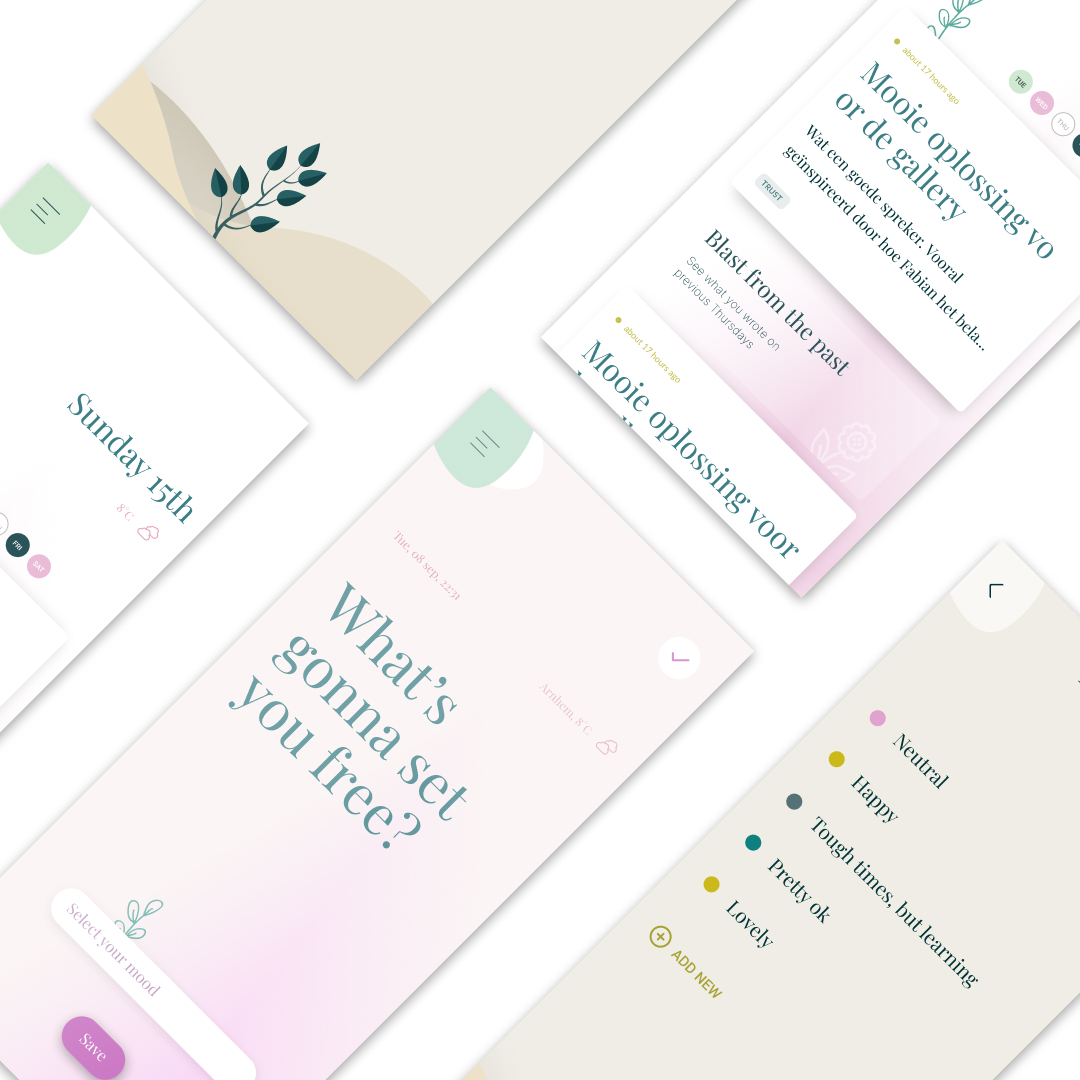 Sunday 15th
8°C
FRI
SAT
about 17 hours ago
Mooie oplossing vo
or de gallery
Wat een goede spreker. Vooral
geïnspireerd door hoe Fabian het bela...
TRUST
TUE
WED
THU
Blast from the past
See what you wrote on
previous Thursdays
about 17 hours ago
Mooie oplossing voor
Tue, 08 sep, 22:31
What's
gonna set
you free?
Arnhem, 8°C
Select your mood
Save
Neutral
Happy
Tough times, but learning
Pretty ok
Lovely
ADD NEW